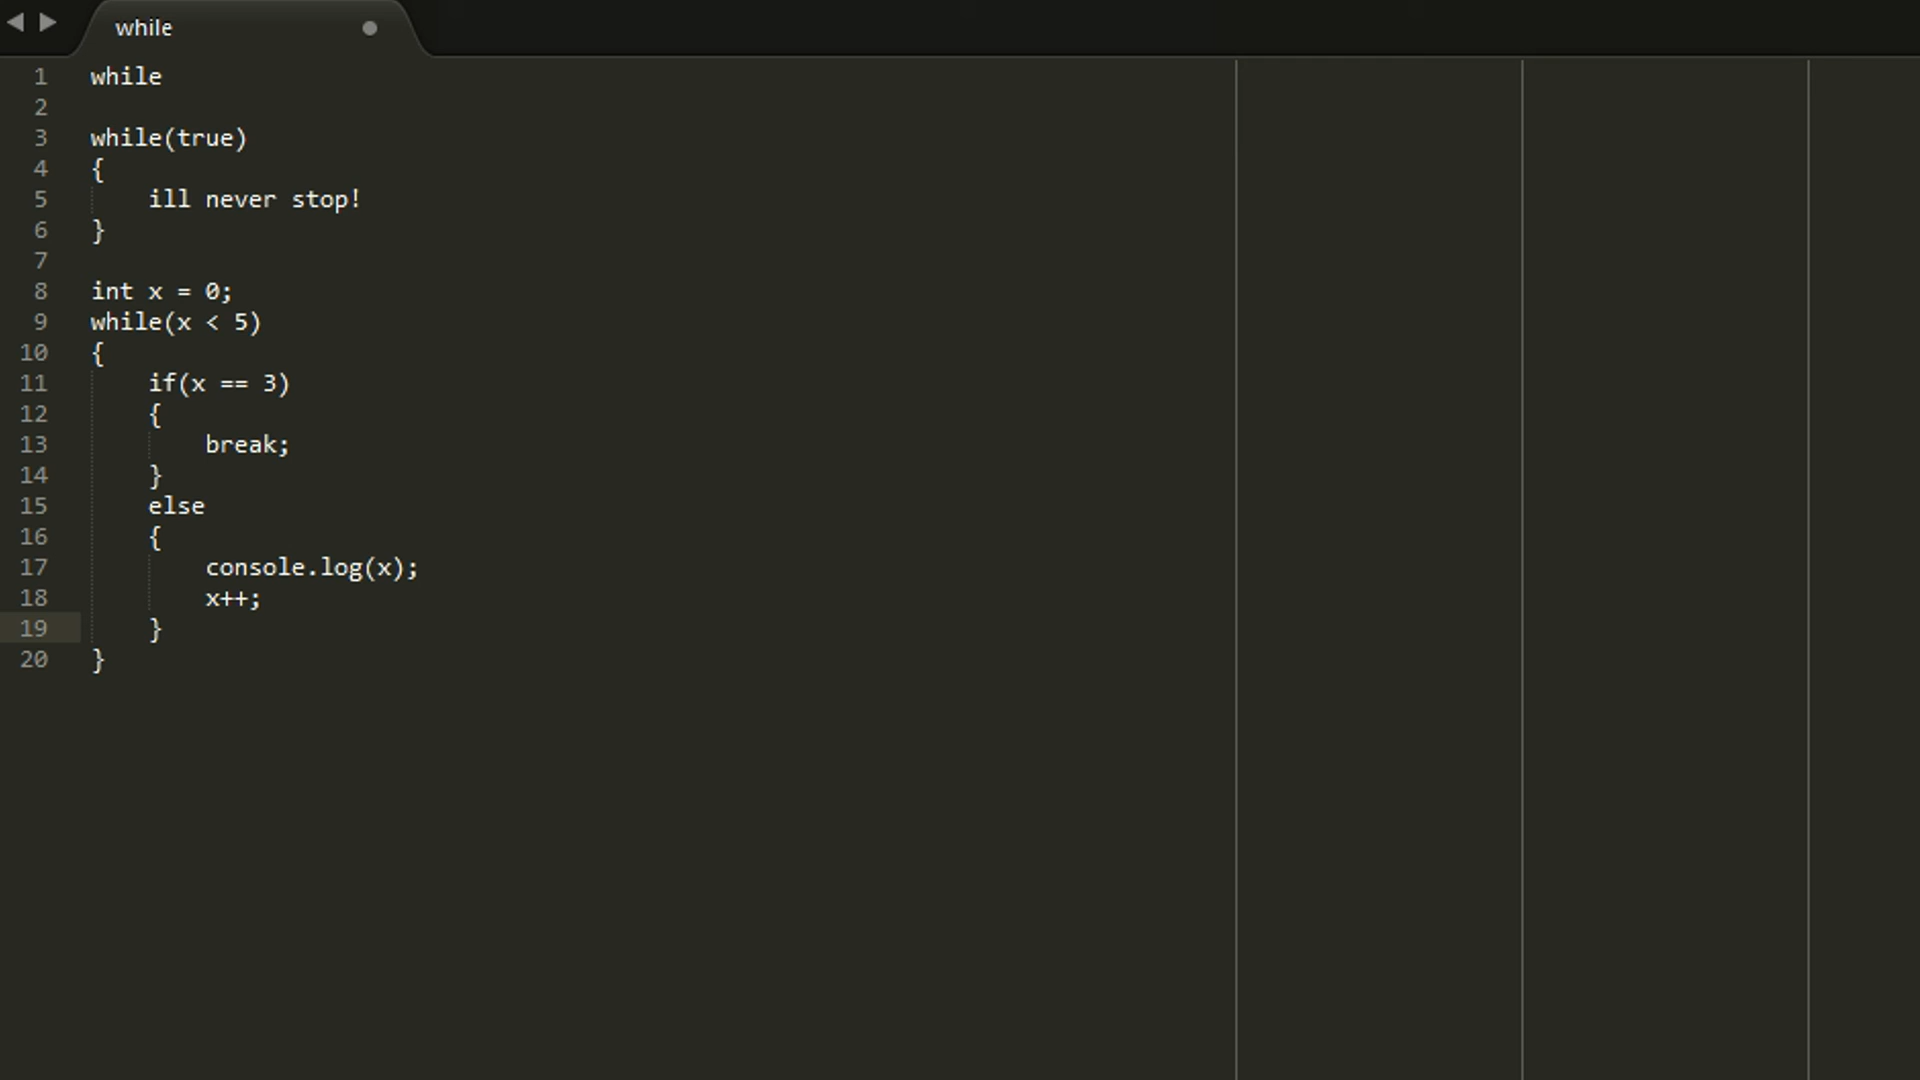 while
1 while
2
3 while(true)
4 {
5     ill never stop!
6 }
7
8 int x = 0;
9 while(x < 5)
10 {
11     if(x == 3)
12     {
13         break;
14     }
15     else
16     {
17         console.log(x);
18         x++;
19     }
20 }